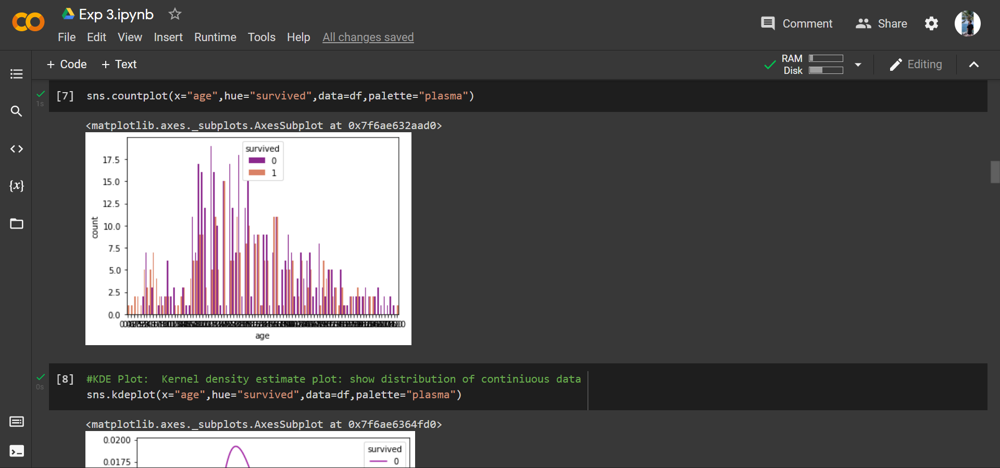 Exp 3.ipynb
File Edit View Insert Runtime Tools Help All changes saved
Comment Share
+ Code + Text
RAM
Disk
Editing
[7] sns.countplot(x="age",hue="survived",data=df,palette="plasma")
1s
<matplotlib.axes._subplots.AxesSubplot at 0x7f6ae632aad0>
survived
0
1
17.5
15.0
12.5
10.0
7.5
5.0
2.5
0.0
count
age
[8] #KDE Plot:  Kernel density estimate plot: show distribution of continiuous data
0s
sns.kdeplot(x="age",hue="survived",data=df,palette="plasma")
<matplotlib.axes._subplots.AxesSubplot at 0x7f6ae6364fd0>
0.0200
0.0175
survived
0
{x}